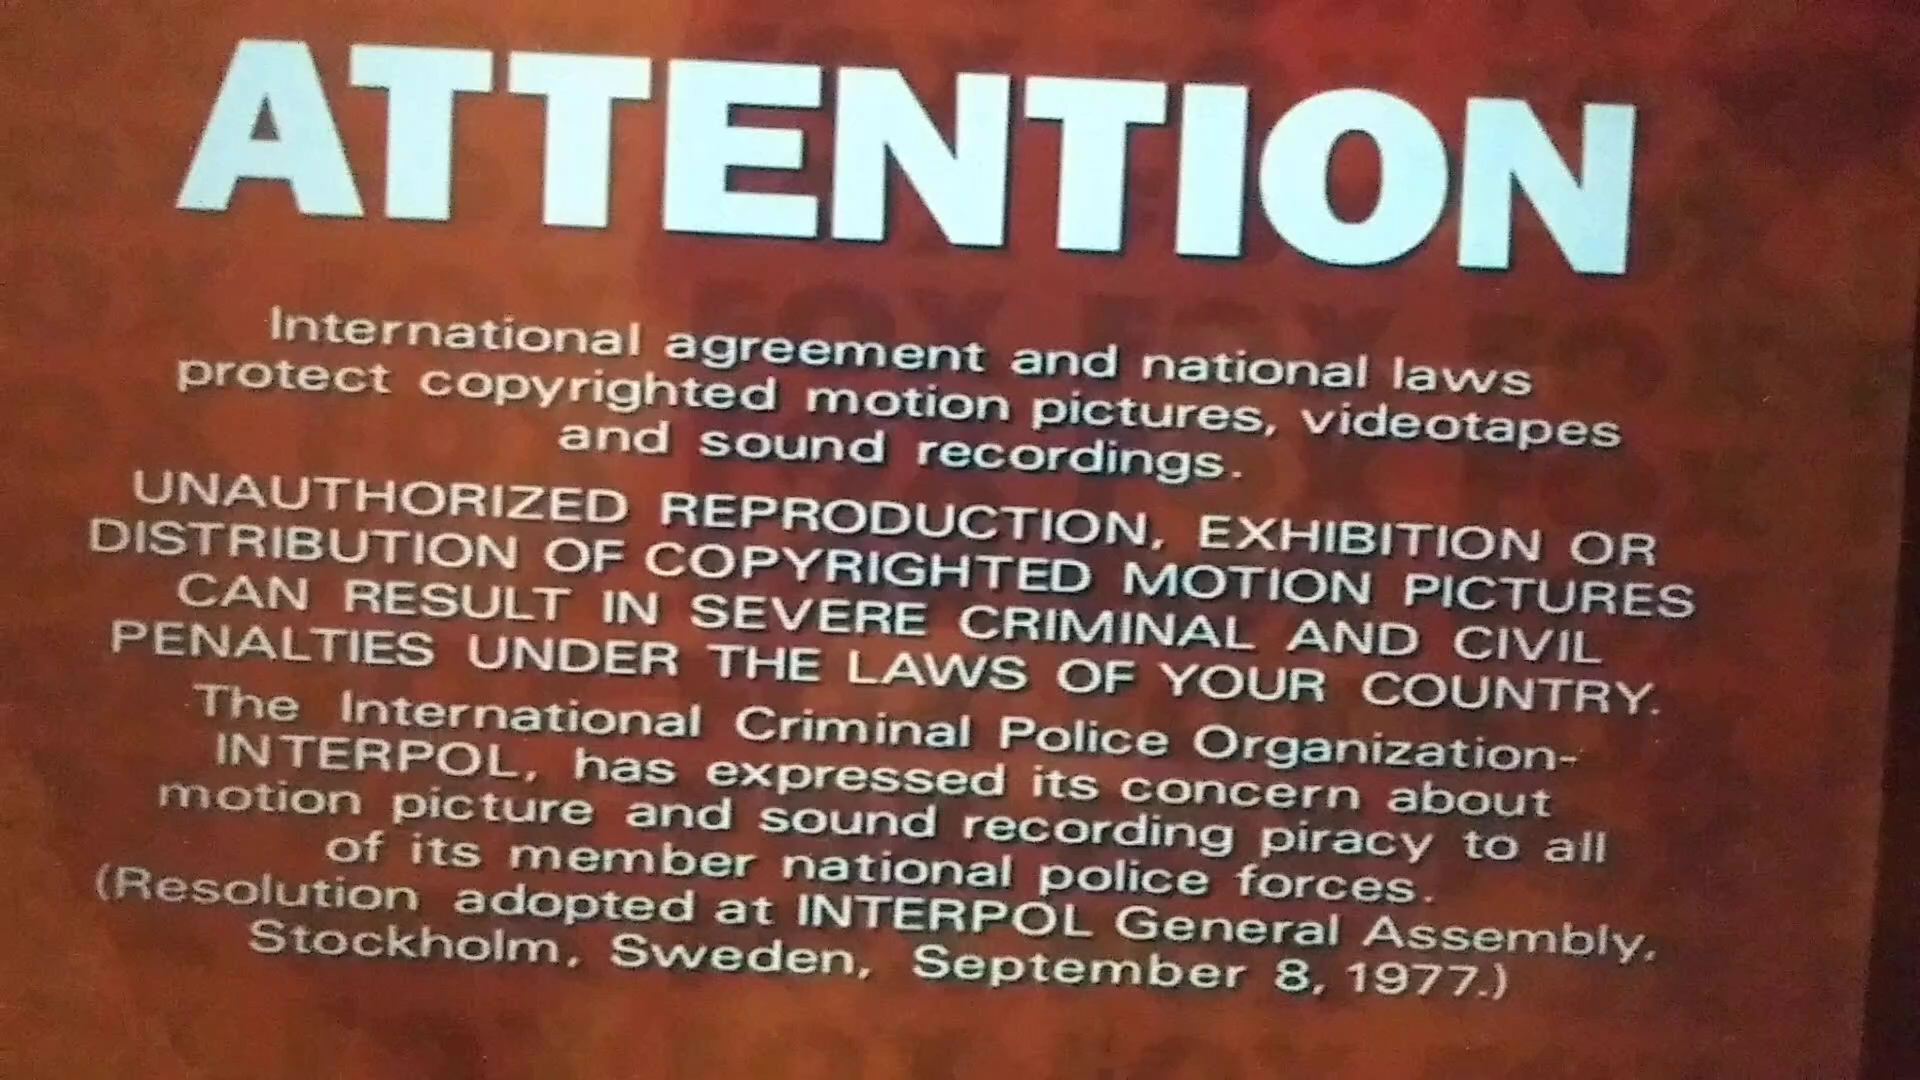 ATTENTION
International agreement and national laws
protect copyrighted motion pictures, videotapes
and sound recordings.
UNAUTHORIZED REPRODUCTION, EXHIBITION OR
DISTRIBUTION OF COPYRIGHTED MOTION PICTURES
CAN RESULT IN SEVERE CRIMINAL AND CIVIL
PENALTIES UNDER THE LAWS OF YOUR COUNTRY.
The International Criminal Police Organization-
INTERPOL, has expressed its concern about
motion picture and sound recording piracy to all
of its member national police forces.
(Resolution adopted at INTERPOL General Assembly,
Stockholm, Sweden, September 8, 1977.)